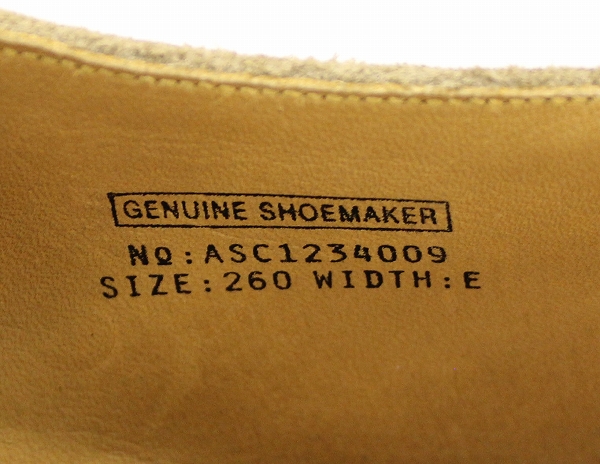 GENUINE SHOEMAKER
NO:ASC1234009
SIZE:260 WIDTH:E